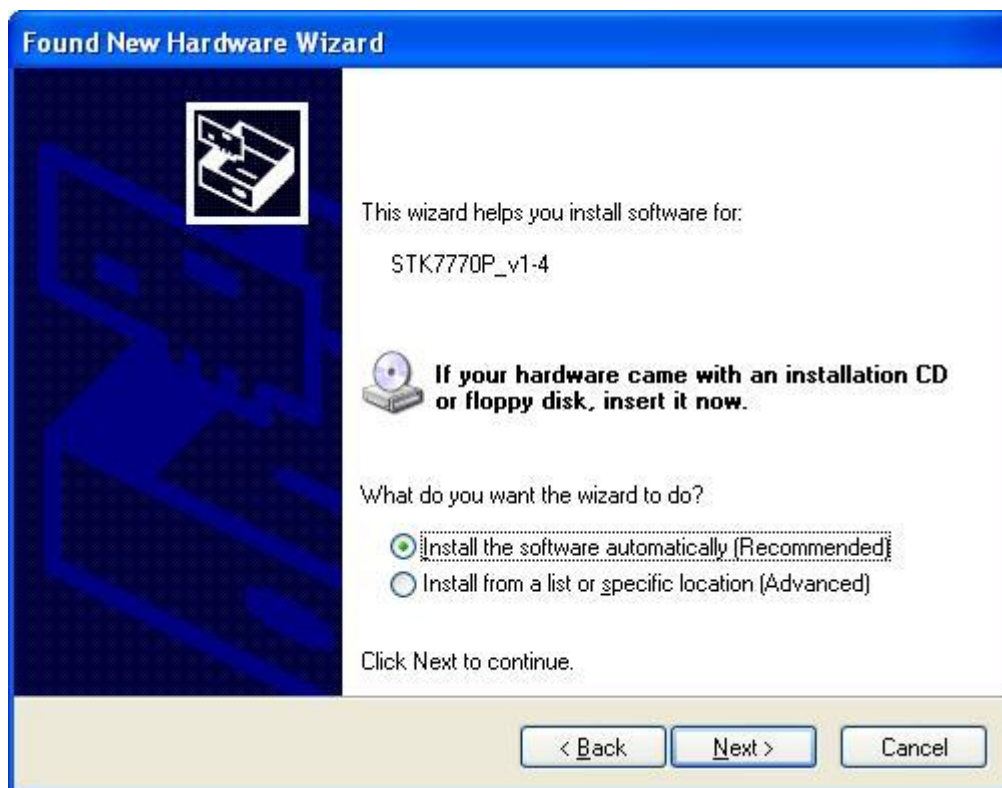 Found New Hardware Wizard
This wizard helps you install software for:
STK7770P_v1-4
If your hardware came with an installation CD
or floppy disk, insert it now.
What do you want the wizard to do?
Install the software automatically (Recommended)
Install from a list or specific location (Advanced)
Click Next to continue.
< Back Next > Cancel